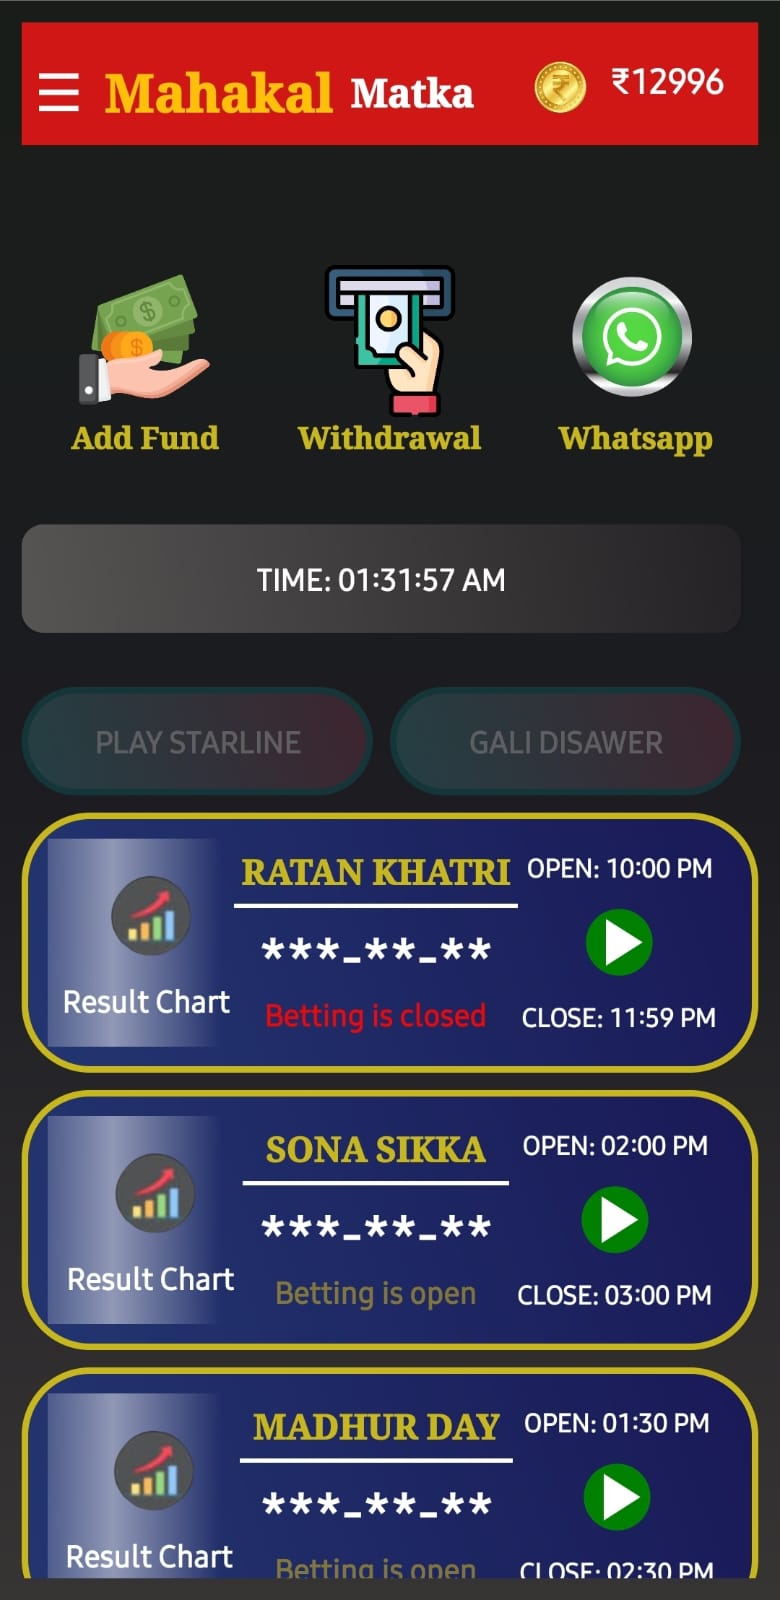 Mahakal Matka ₹12996
Add Fund Withdrawal Whatsapp
TIME: 01:31:57 AM
PLAY STARLINE GALI DISAWER
RATAN KHATRI OPEN: 10:00 PM
***_**_**
Result Chart Betting is closed CLOSE: 11:59 PM
SONA SIKKA OPEN: 02:00 PM
***_**_**
Result Chart Betting is open CLOSE: 03:00 PM
MADHUR DAY OPEN: 01:30 PM
***_**_**
Result Chart Betting is open CLOSE: 02:30 PM